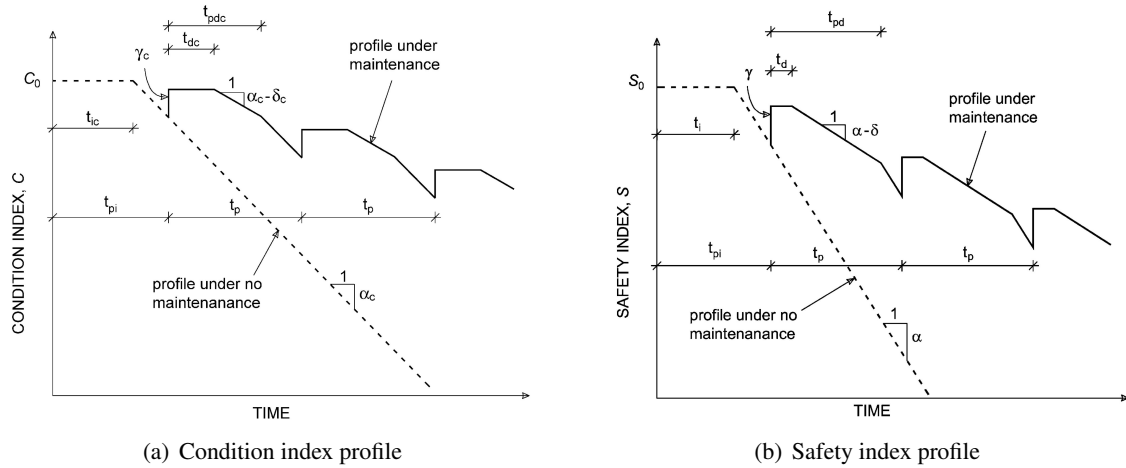 t_pdc
t_dc
γ_c
1
α_c-δ_c
profile under
maintenance
C_0
t_ic
t_pi
t_p
t_p
profile under no
maintenanance
1
α_c
CONDITION INDEX, C
TIME
(a) Condition index profile
t_pd
t_d
γ
1
α-δ
profile under
maintenance
S_0
t_i
t_pi
t_p
t_p
profile under no
maintenanance
1
α
SAFETY INDEX, S
TIME
(b) Safety index profile